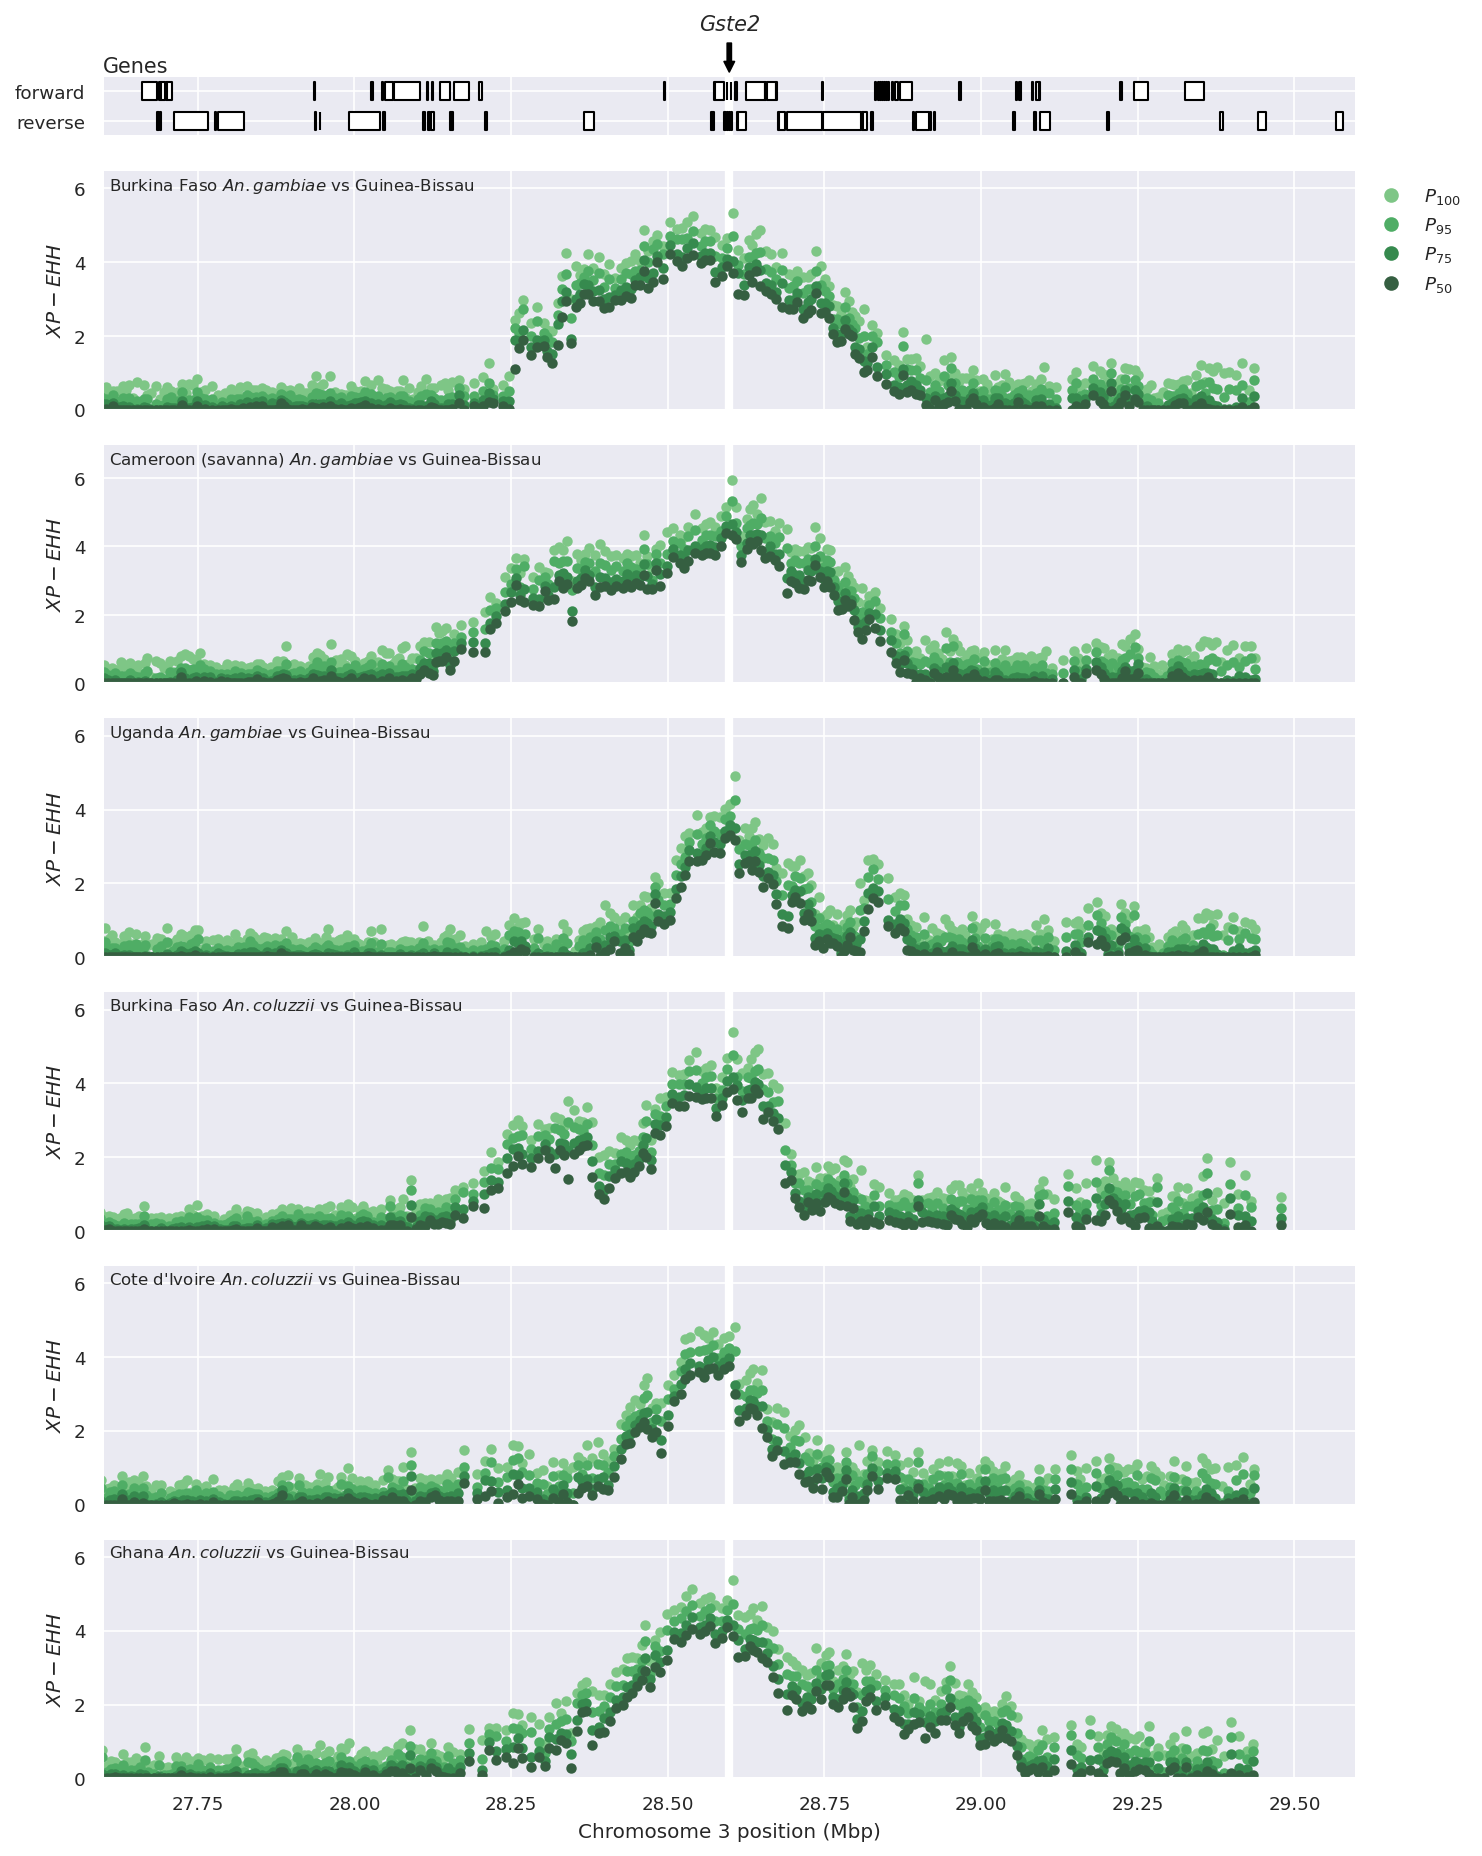 Gste2
Genes
forward
reverse
Burkina Faso An. gambiae vs Guinea-Bissau
6
4
2
0
XP − EHH
P100
P95
P75
P50
Cameroon (savanna) An. gambiae vs Guinea-Bissau
6
4
2
0
XP − EHH
Uganda An. gambiae vs Guinea-Bissau
6
4
2
0
XP − EHH
Burkina Faso An. coluzzii vs Guinea-Bissau
6
4
2
0
XP − EHH
Cote d'Ivoire An. coluzzii vs Guinea-Bissau
6
4
2
0
XP − EHH
Ghana An. coluzzii vs Guinea-Bissau
6
4
2
0
XP − EHH
27.75 28.00 28.25 28.50 28.75 29.00 29.25 29.50
Chromosome 3 position (Mbp)